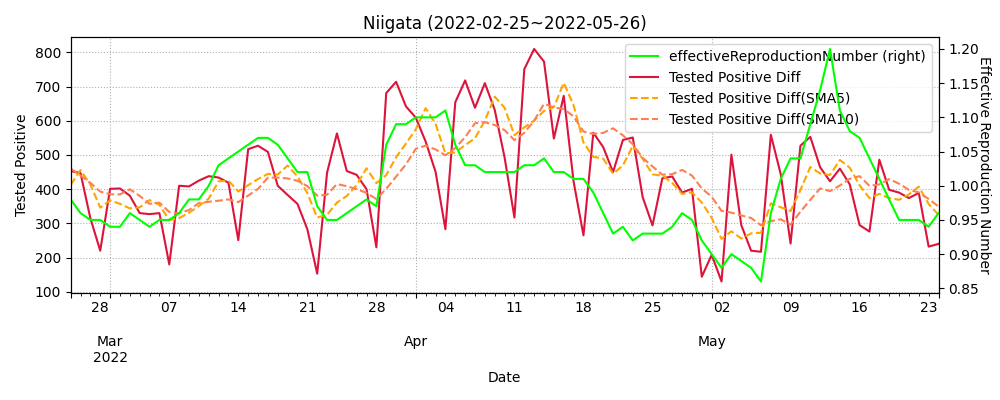 Niigata (2022-02-25~2022-05-26)
effectiveReproductionNumber (right)
Tested Positive Diff
Tested Positive Diff(SMA5)
Tested Positive Diff(SMA10)
Tested Positive
800
700
600
500
400
300
200
100
1.20
1.15
1.10
1.05
1.00
0.95
0.90
0.85
Effective Reproduction Number
28 07 14 21 28 04 11 18 25 02 09 16 23
Mar Apr May
2022
Date